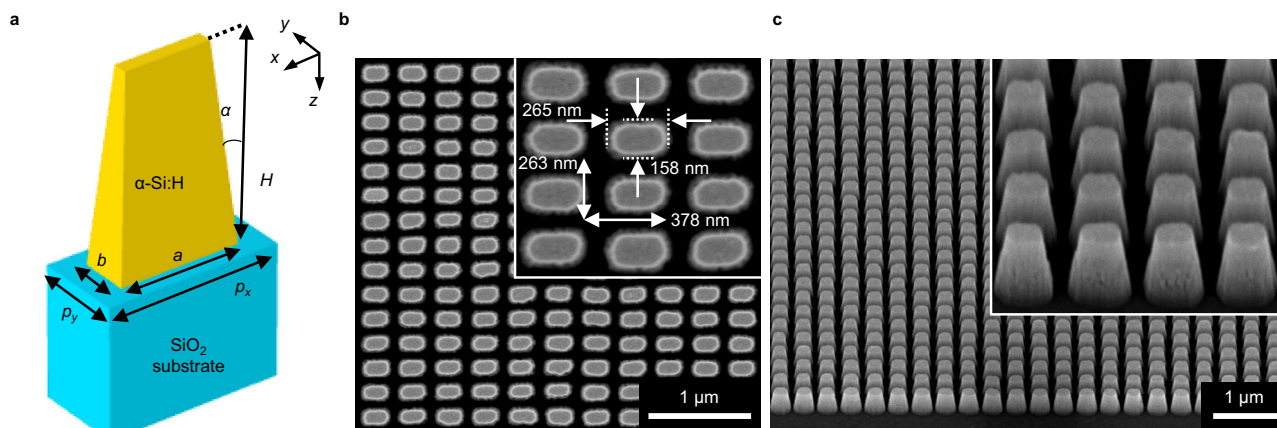 a
y
x
z
α
α-Si:H
H
b
a
p_y
p_x
SiO₂
substrate
b
265 nm
263 nm
158 nm
378 nm
1 µm
c
1 µm